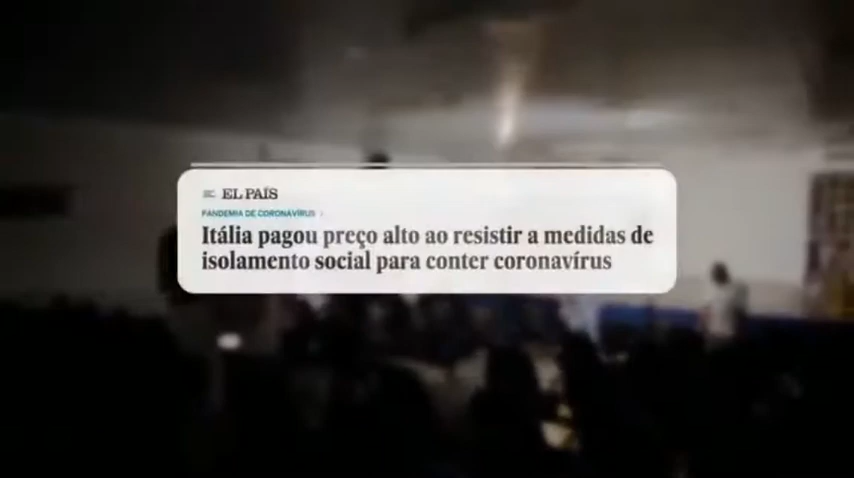 EL PAÍS
PANDEMIA DE CORONAVÍRUS ›
Itália pagou preço alto ao resistir a medidas de
isolamento social para conter coronavírus